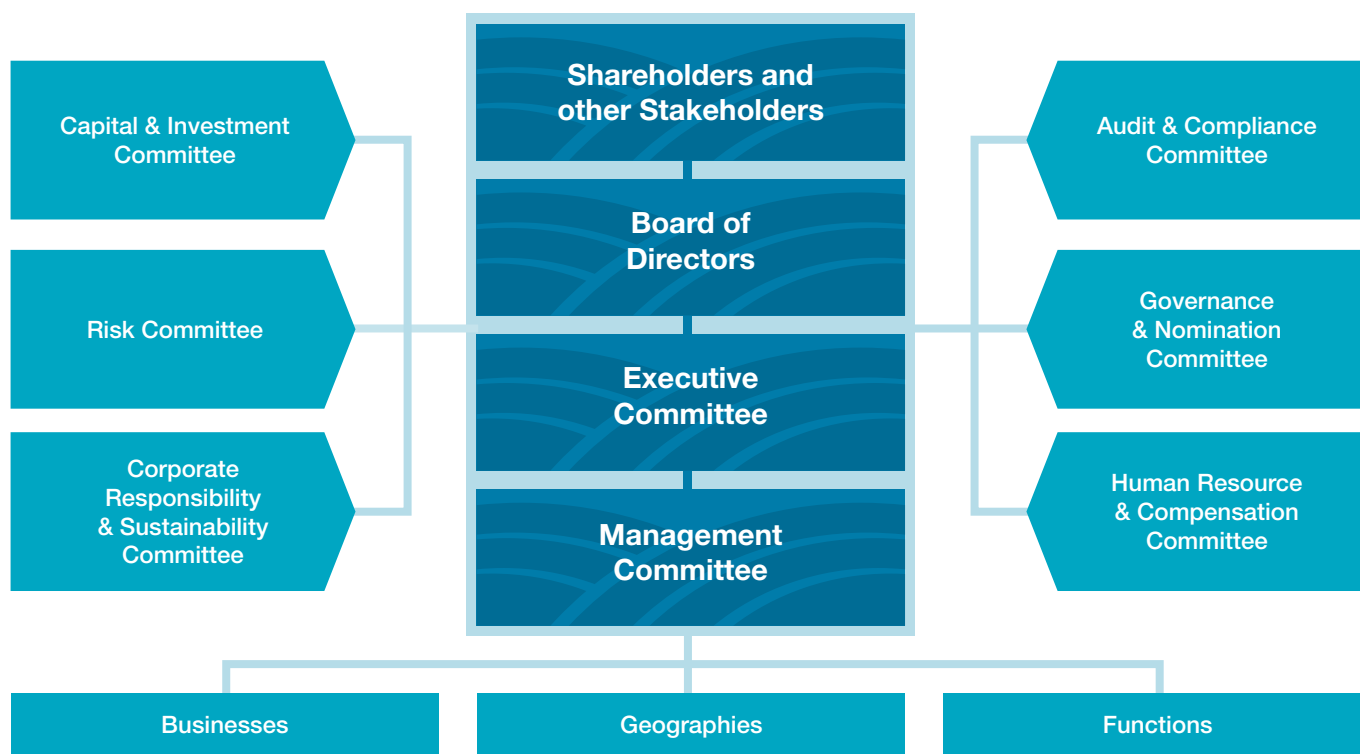 Shareholders and
other Stakeholders
Board of
Directors
Executive
Committee
Management
Committee
Capital & Investment
Committee
Risk Committee
Corporate
Responsibility
& Sustainability
Committee
Audit & Compliance
Committee
Governance
& Nomination
Committee
Human Resource
& Compensation
Committee
Businesses
Geographies
Functions